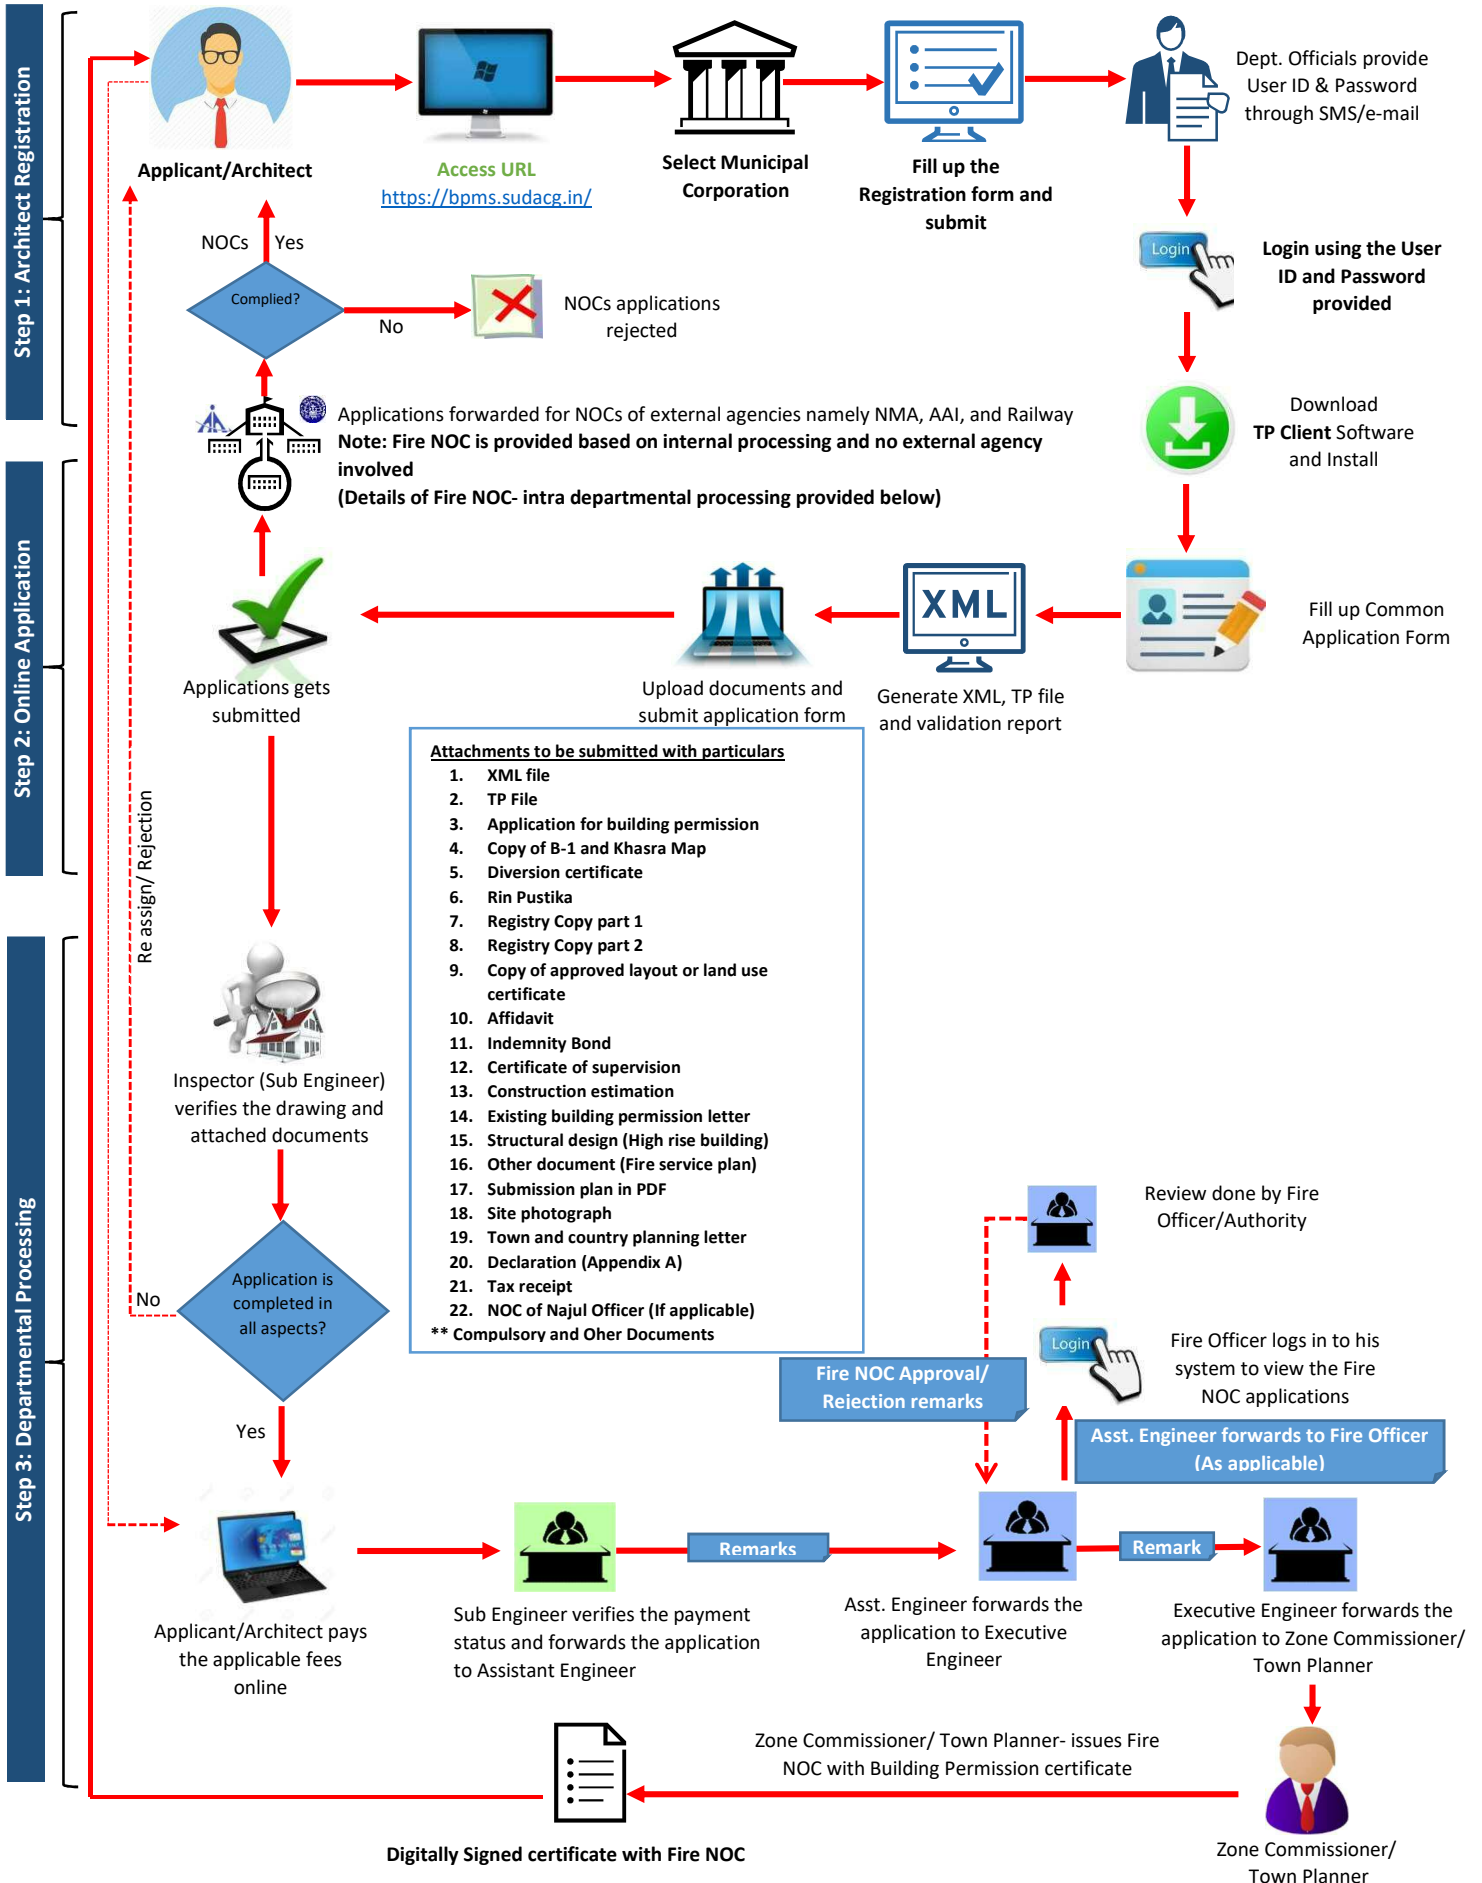 Step 1: Architect Registration
Applicant/Architect
Access URL
https://bpms.sudacg.in/
Select Municipal
Corporation
Fill up the
Registration form and
submit
Dept. Officials provide
User ID & Password
through SMS/e-mail
Login
Login using the User
ID and Password
provided
NOCs
Yes
Complied?
No
NOCs applications
rejected
Applications forwarded for NOCs of external agencies namely NMA, AAI, and Railway
Note: Fire NOC is provided based on internal processing and no external agency
involved
(Details of Fire NOC- intra departmental processing provided below)
Download
TP Client Software
and Install
Step 2: Online Application
Fill up Common
Application Form
XML
Generate XML, TP file
and validation report
Upload documents and
submit application form
Applications gets
submitted
Attachments to be submitted with particulars
1. XML file
2. TP File
3. Application for building permission
4. Copy of B-1 and Khasra Map
5. Diversion certificate
6. Rin Pustika
7. Registry Copy part 1
8. Registry Copy part 2
9. Copy of approved layout or land use
certificate
10. Affidavit
11. Indemnity Bond
12. Certificate of supervision
13. Construction estimation
14. Existing building permission letter
15. Structural design (High rise building)
16. Other document (Fire service plan)
17. Submission plan in PDF
18. Site photograph
19. Town and country planning letter
20. Declaration (Appendix A)
21. Tax receipt
22. NOC of Najul Officer (If applicable)
** Compulsory and Oher Documents
Re assign/ Rejection
Step 3: Departmental Processing
Inspector (Sub Engineer)
verifies the drawing and
attached documents
Application is
completed in
all aspects?
No
Yes
Review done by Fire
Officer/Authority
Login
Fire Officer logs in to his
system to view the Fire
NOC applications
Fire NOC Approval/
Rejection remarks
Asst. Engineer forwards to Fire Officer
(As applicable)
Applicant/Architect pays
the applicable fees
online
Sub Engineer verifies the payment
status and forwards the application
to Assistant Engineer
Remarks
Asst. Engineer forwards the
application to Executive
Engineer
Remark
Executive Engineer forwards the
application to Zone Commissioner/
Town Planner
Zone Commissioner/ Town Planner- issues Fire
NOC with Building Permission certificate
Digitally Signed certificate with Fire NOC
Zone Commissioner/
Town Planner